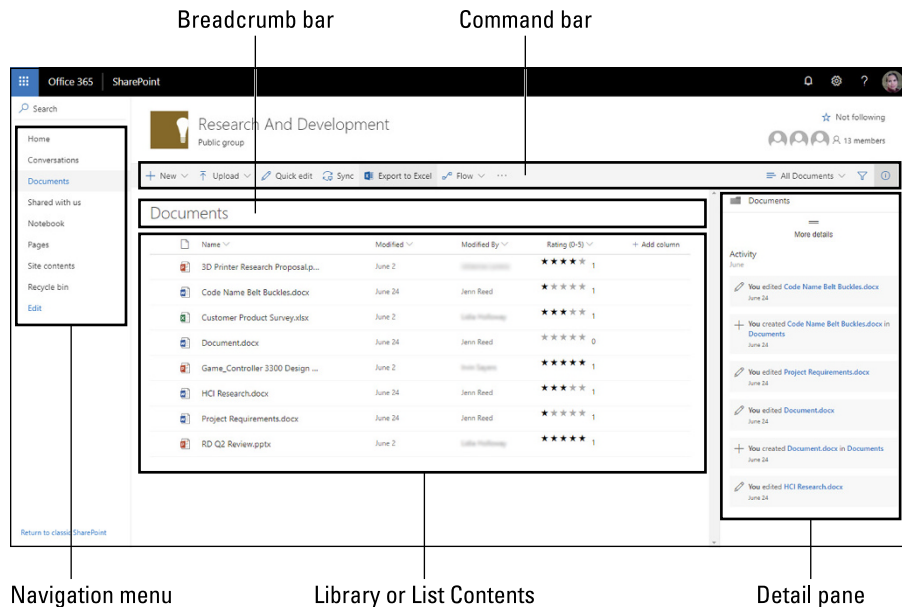 Breadcrumb bar Command bar
Office 365 SharePoint ?
Search
Research And Development
Public group
Not following
13 members
Home
Conversations
Documents
Shared with us
Notebook
Pages
Site contents
Recycle bin
Edit
Return to classic SharePoint
+ New Upload Quick edit Sync Export to Excel Flow ... All Documents
Documents
Name Modified Modified By Rating (0-5) + Add column
3D Printer Research Proposal.p... June 2 1
Code Name Belt Buckles.docx June 24 Jenn Reed 1
Customer Product Survey.xlsx June 2 1
Document.docx June 24 Jenn Reed 0
Game_Controller 3300 Design ... June 2 1
HCI Research.docx June 24 Jenn Reed 1
Project Requirements.docx June 24 Jenn Reed 1
RD Q2 Review.pptx June 2 1
Documents
More details
Activity
June
You edited Code Name Belt Buckles.docx
June 24
You created Code Name Belt Buckles.docx in
Documents
June 24
You edited Project Requirements.docx
June 24
You edited Document.docx
June 24
You created Document.docx in Documents
June 24
You edited HCI Research.docx
June 24
Navigation menu Library or List Contents Detail pane